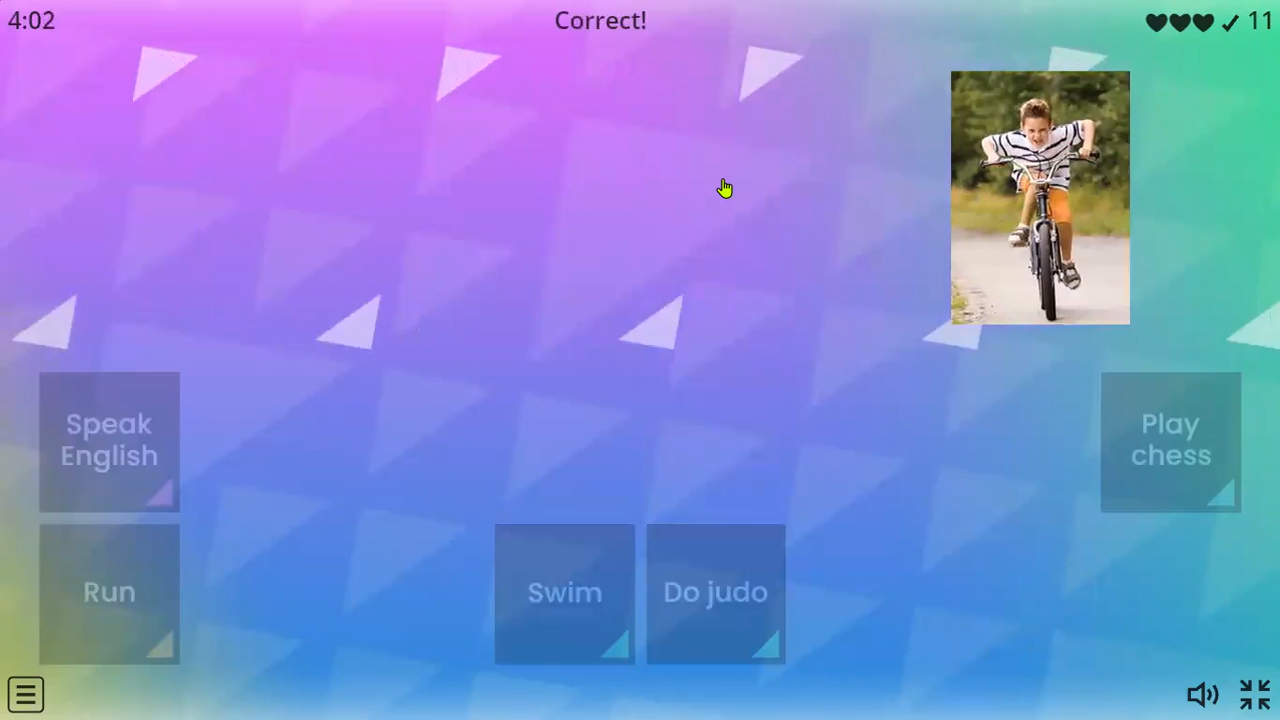 4:02
Correct!
11
Speak
English
Play
chess
Run
Swim
Do judo